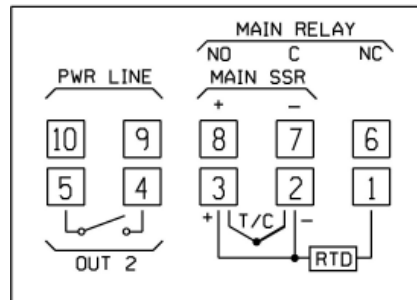 MAIN RELAY
NO C NC
PWR LINE MAIN SSR
+ −
10 9 8 7 6
5 4 3 2 1
+ T/C −
OUT 2 RTD